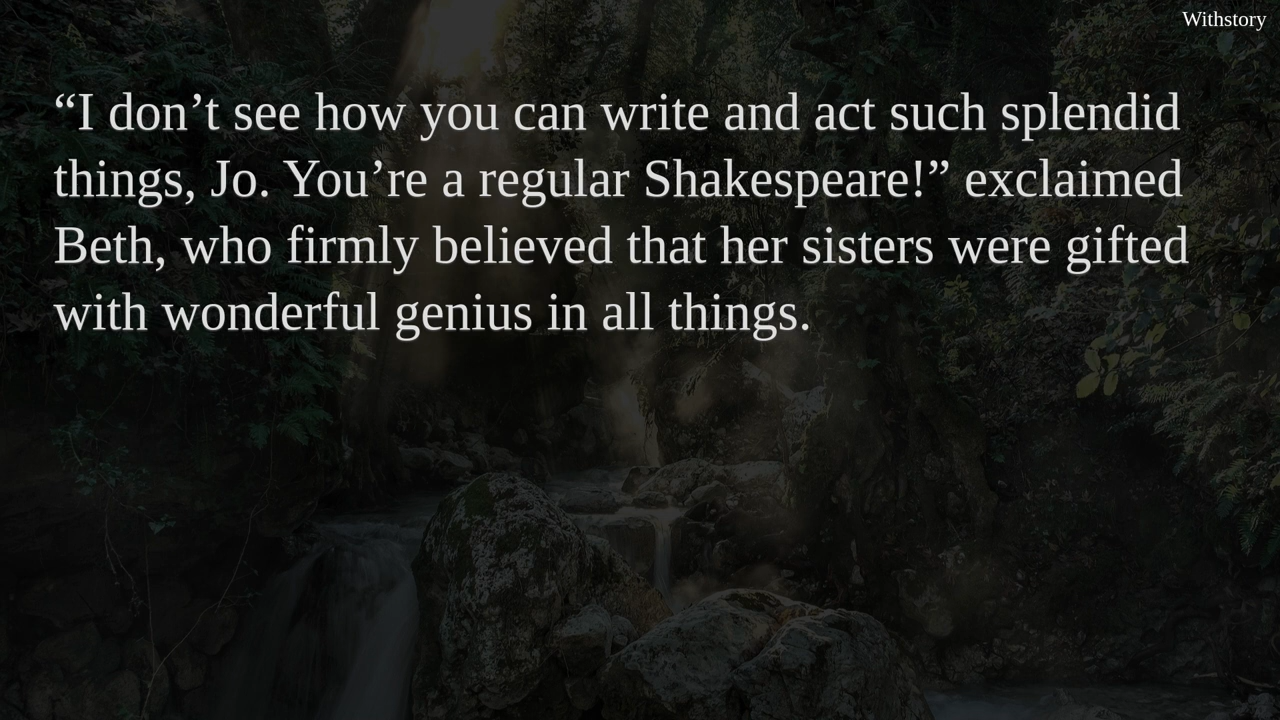 Withstory
“I don’t see how you can write and act such splendid
things, Jo. You’re a regular Shakespeare!” exclaimed
Beth, who firmly believed that her sisters were gifted
with wonderful genius in all things.